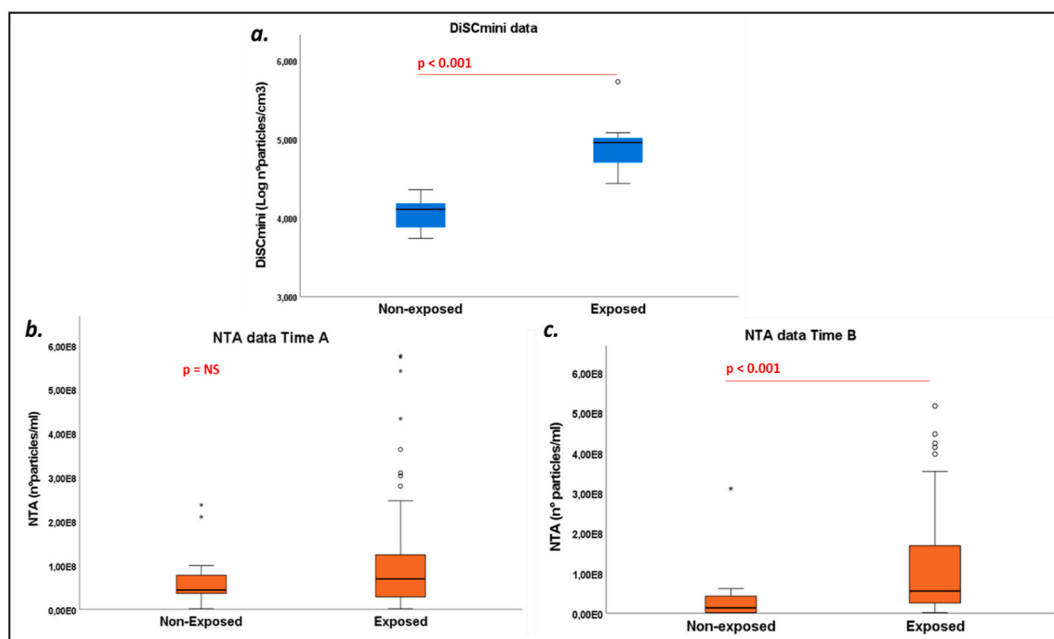 a.
DiSCmini data
p < 0.001
DiSCmini (Log nºparticles/cm3)
6,000
5,000
4,000
3,000
Non-exposed
Exposed
b.
NTA data Time A
p = NS
NTA (nºparticles/ml)
6,00E8
5,00E8
4,00E8
3,00E8
2,00E8
1,00E8
0,00E0
Non-Exposed
Exposed
c.
NTA data Time B
p < 0.001
NTA (nº particles/ml)
6,00E8
5,00E8
4,00E8
3,00E8
2,00E8
1,00E8
0,00E0
Non-exposed
Exposed